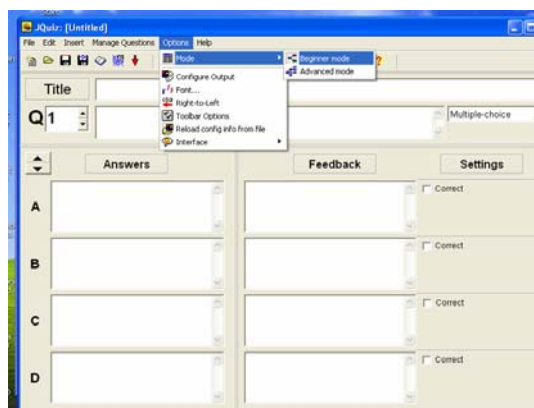 JQuiz: [Untitled]
File Edit Insert Manage Questions Options Help
Mode
Beginner mode
Advanced mode
Configure Output
Font....
Right-to-Left
Toolbar Options
Reload config info from file
Interface
?
Title
Q 1
Multiple-choice
Answers Feedback Settings
A Correct
B Correct
C Correct
D Correct